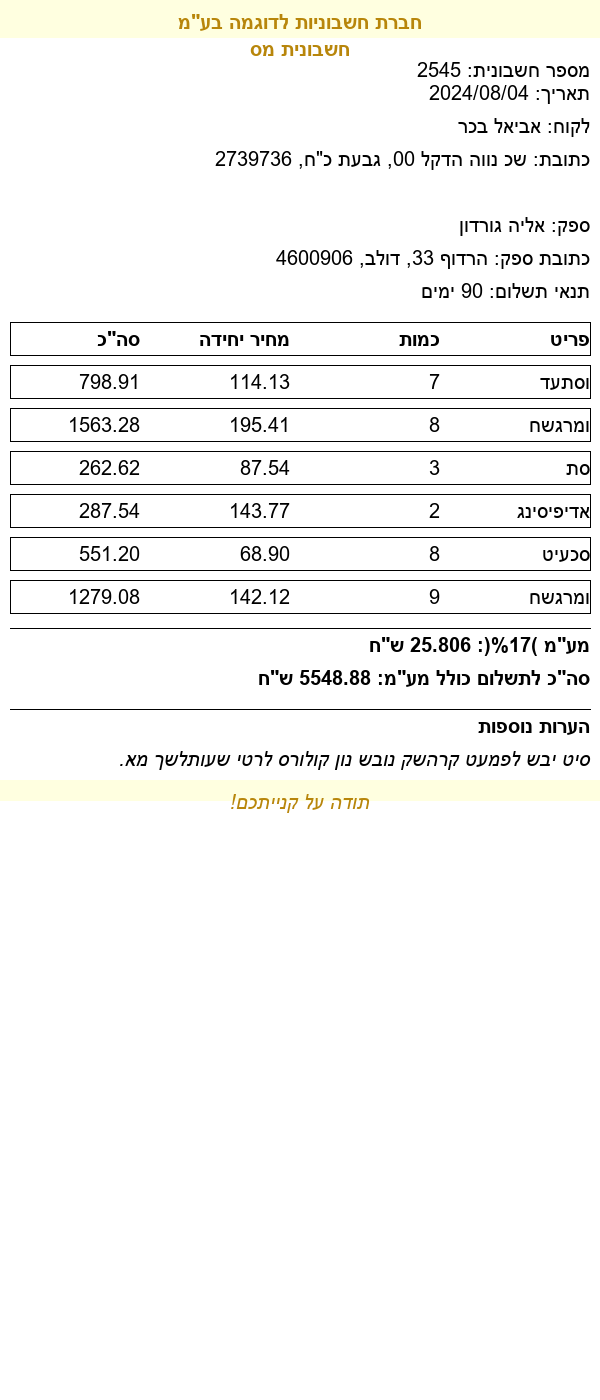 חברת חשבוניות לדוגמה בע"מ
חשבונית מס
מספר חשבונית: 2545
תאריך: 2024/08/04
לקוח: אביאל בכר
כתובת: שכ נווה הדקל 00, גבעת כ"ח, 2739736
ספק: אליה גורדון
כתובת ספק: הרדוף 33, דולב, 4600906
תנאי תשלום: 90 ימים
פריט כמות מחיר יחידה סה"כ
וסתעד 7 114.13 798.91
ומרגשח 8 195.41 1563.28
סת 3 87.54 262.62
אדיפיסינג 2 143.77 287.54
סכעיט 8 68.90 551.20
ומרגשח 9 142.12 1279.08
מע"מ )17%(: 25.806 ש"ח
סה"כ לתשלום כולל מע"מ: 5548.88 ש"ח
הערות נוספות
סיט יבש לפמעט קרהשק נובש נון קולורס לרטי שעותלשך מא.
תודה על קנייתכם!